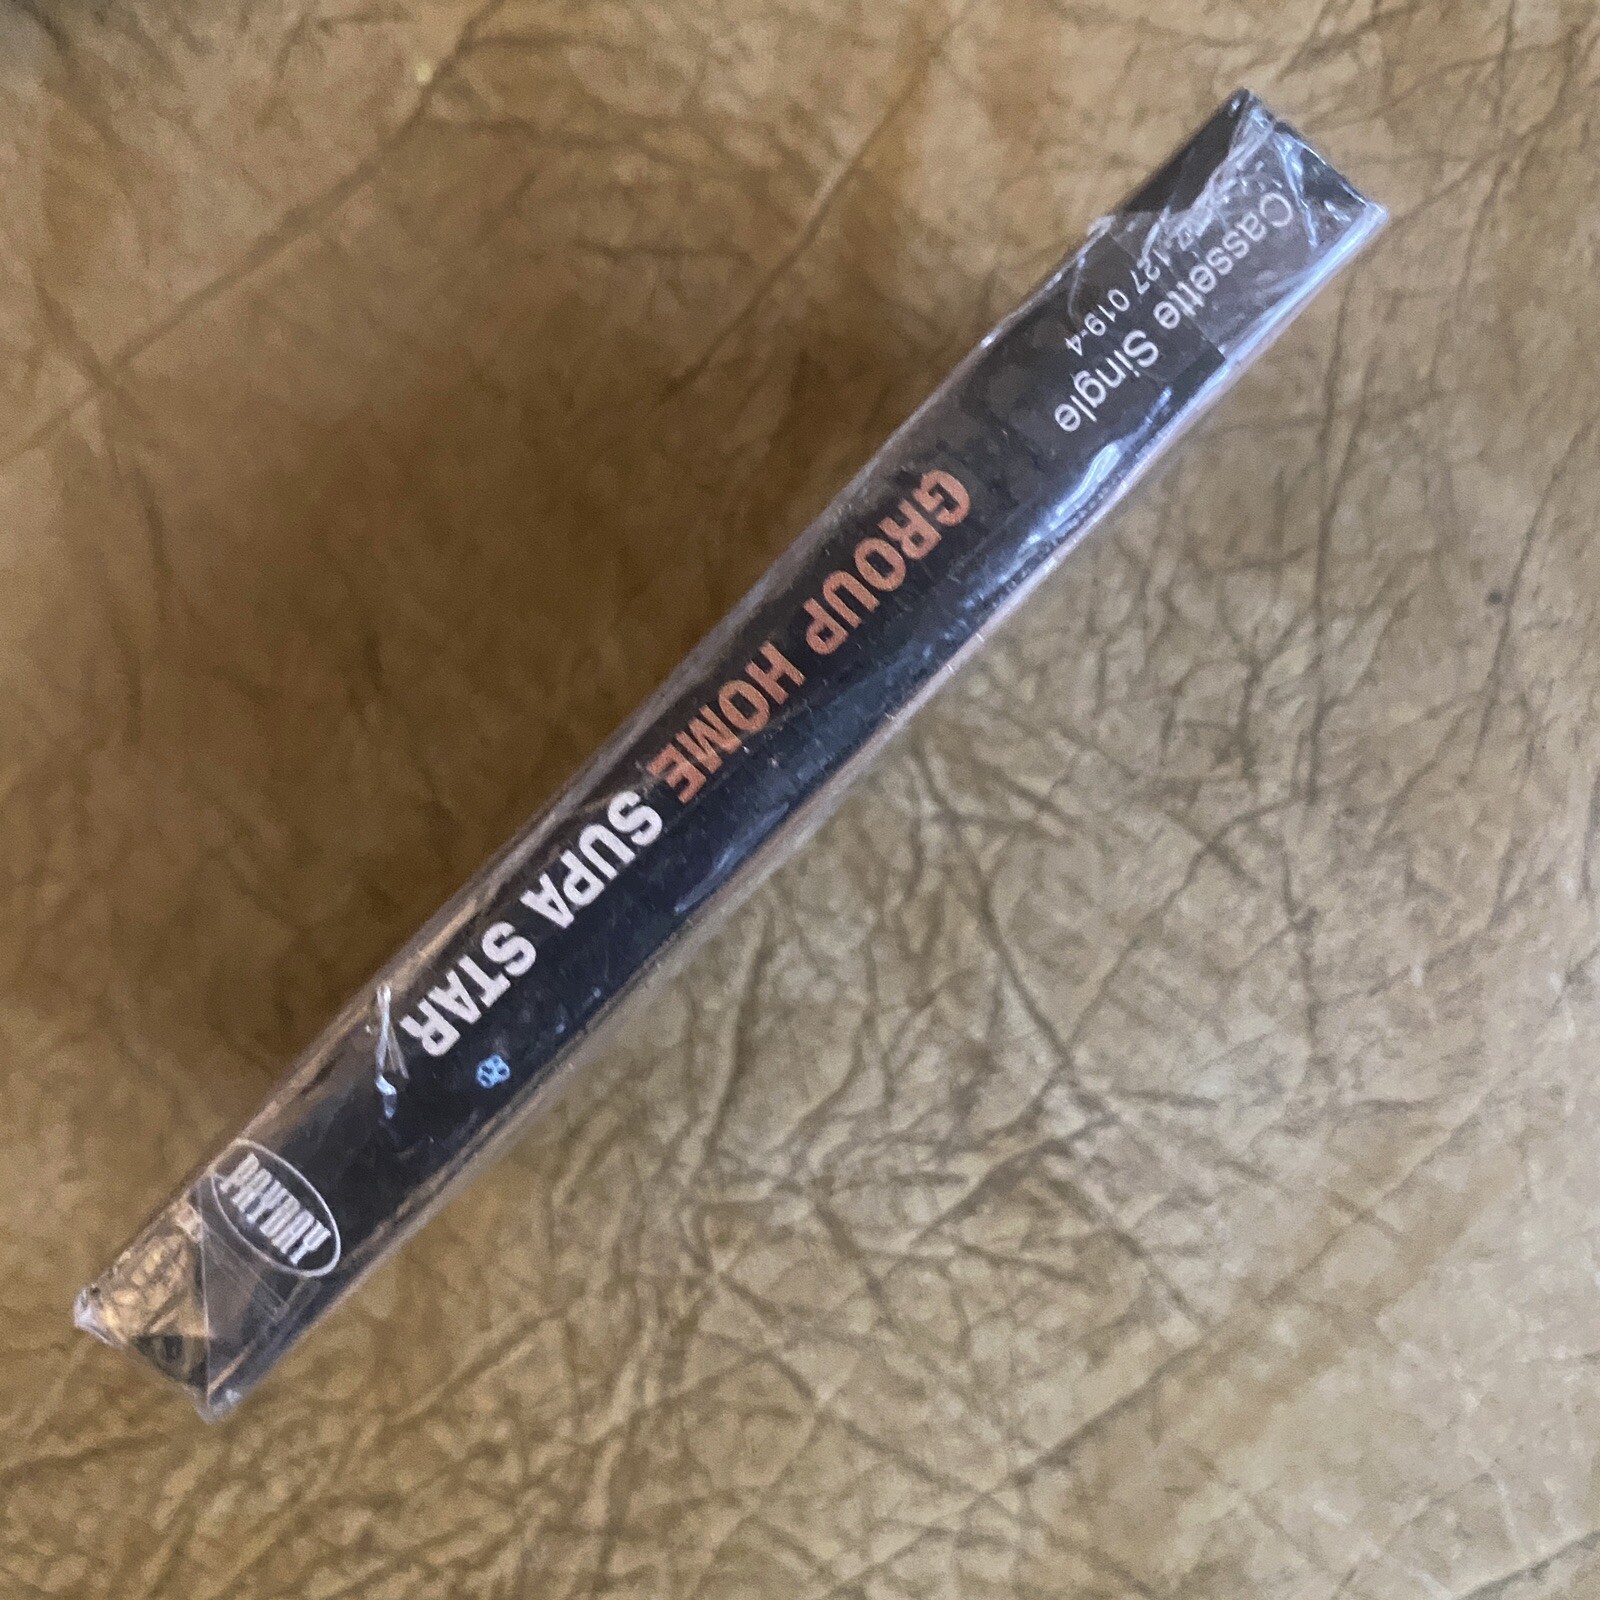 Cassette Single
127 019-4
GROUP HOME SUPA STAR
PAYDAY